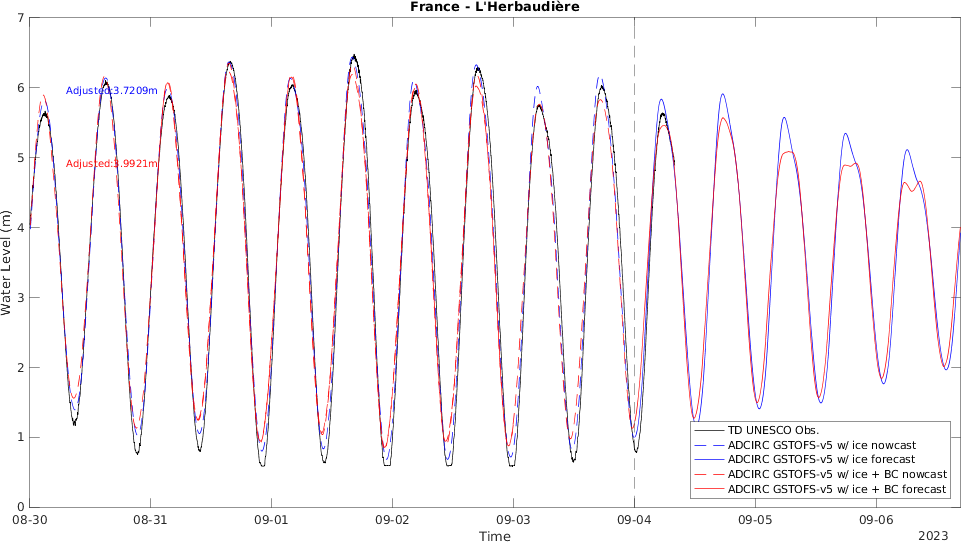 France - L'Herbaudière
Water Level (m)
7
6
5
4
3
2
1
0
Adjusted:3.7209m
Adjusted:3.9921m
TD UNESCO Obs.
ADCIRC GSTOFS-v5 w/ ice nowcast
ADCIRC GSTOFS-v5 w/ ice forecast
ADCIRC GSTOFS-v5 w/ ice + BC nowcast
ADCIRC GSTOFS-v5 w/ ice + BC forecast
08-30 08-31 09-01 09-02 09-03 09-04 09-05 09-06
Time
2023